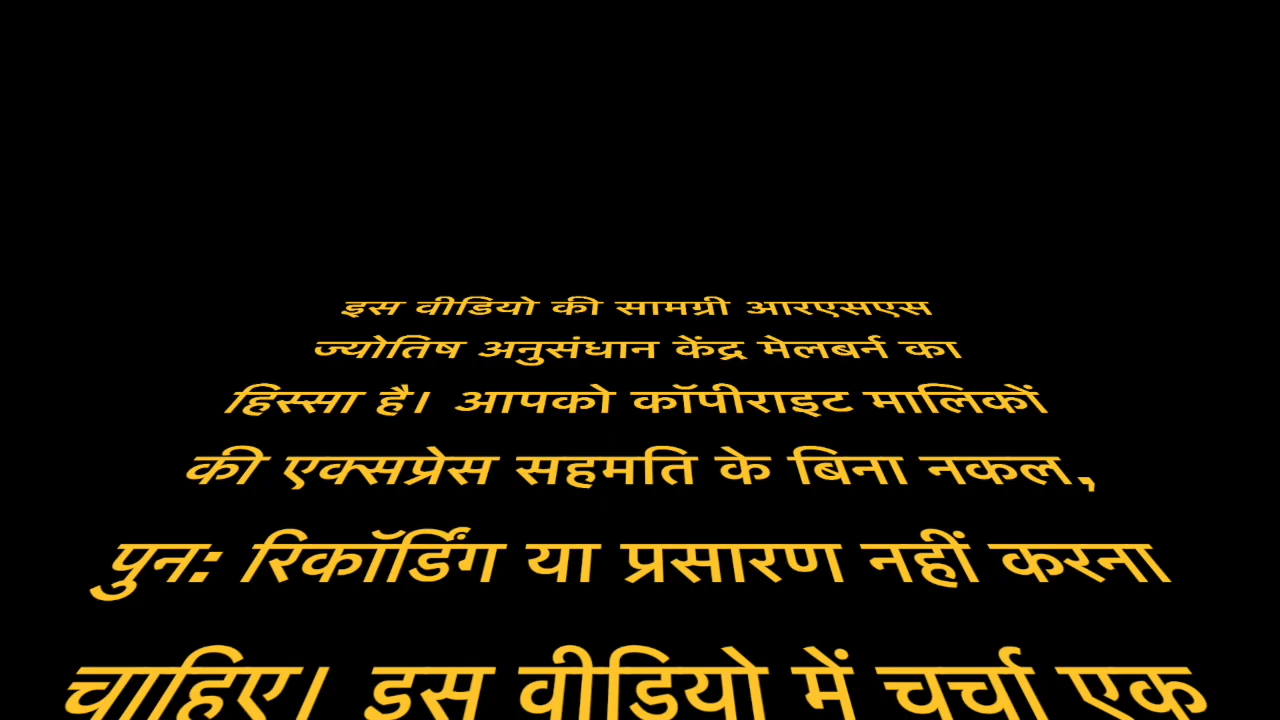 इस वीडियो की सामग्री आरएसएस
ज्योतिष अनुसंधान केंद्र मेलबर्न का
हिस्सा है। आपको कॉपीराइट मालिकों
की एक्सप्रेस सहमति के बिना नकल,
पुन: रिकॉर्डिंग या प्रसारण नहीं करना
चाहिए। इस वीडियो में चर्चा एक